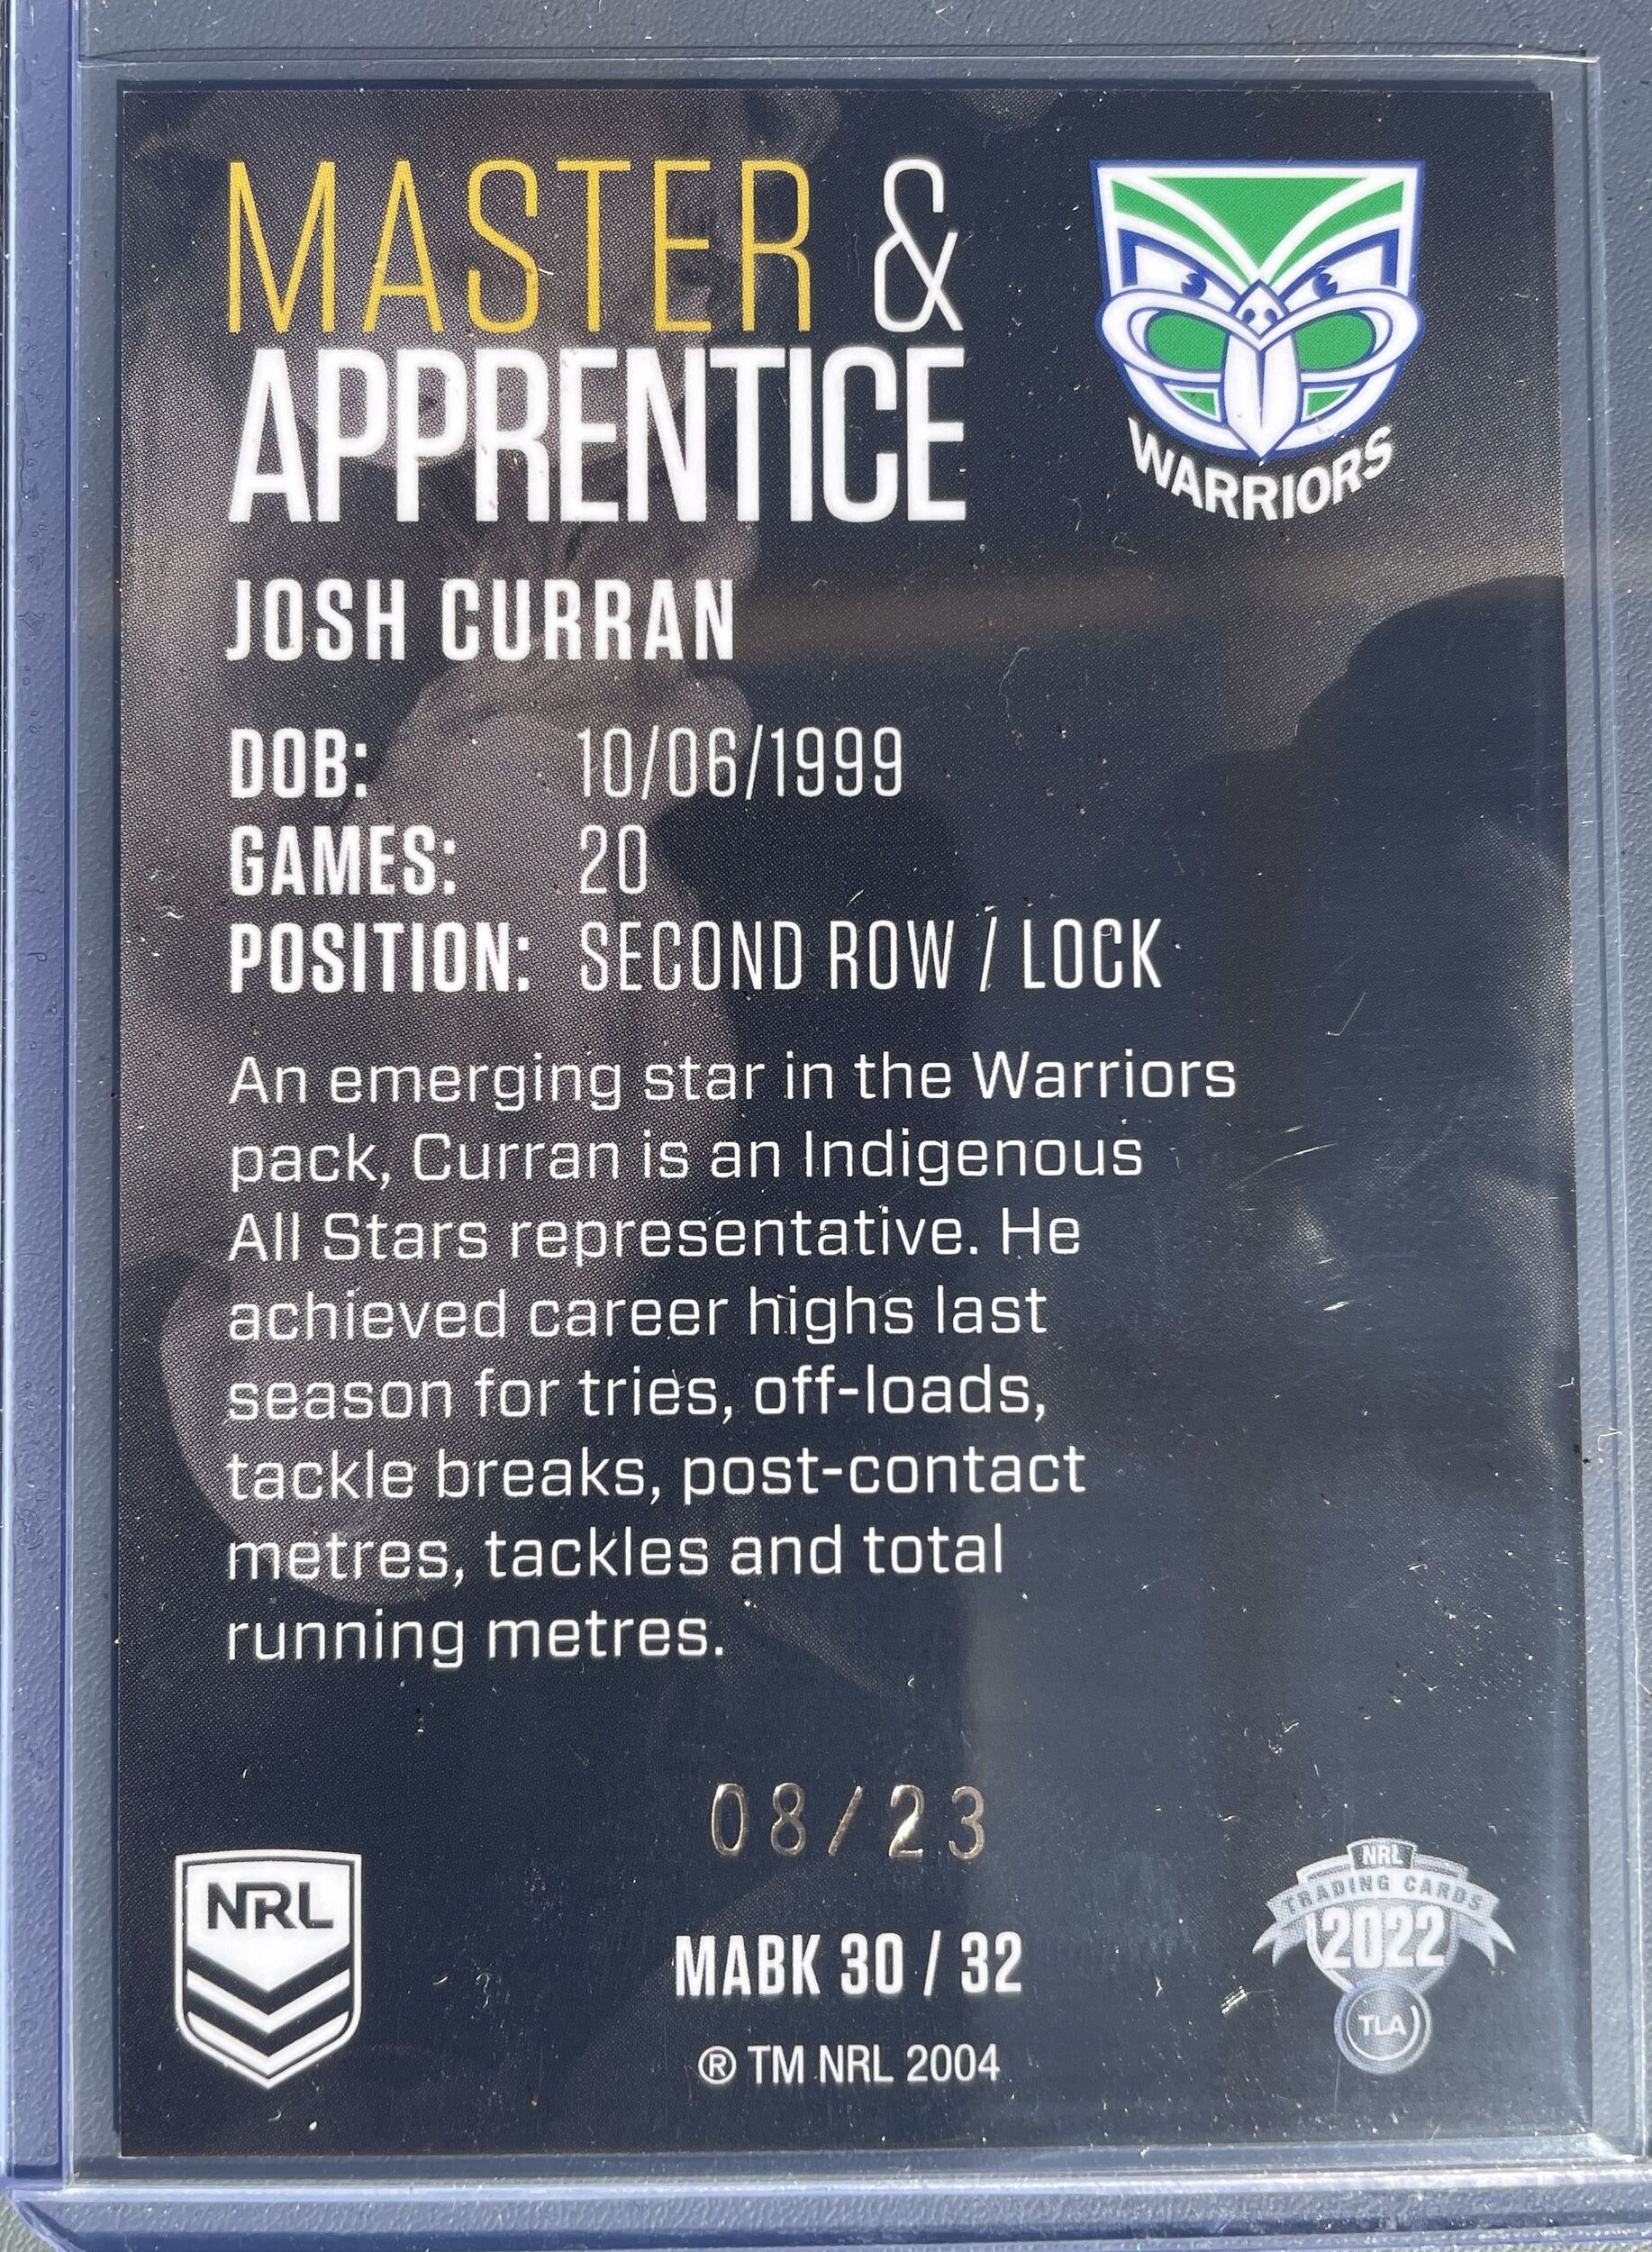 MASTER &
APPRENTICE
WARRIORS
JOSH CURRAN
DOB: 10/06/1999
GAMES: 20
POSITION: SECOND ROW / LOCK
An emerging star in the Warriors
pack, Curran is an Indigenous
All Stars representative. He
achieved career highs last
season for tries, off-loads,
tackle breaks, post-contact
metres, tackles and total
running metres.
08/23
NRL
MABK 30 / 32
® TM NRL 2004
NRL
TRADING CARDS
2022
TLA